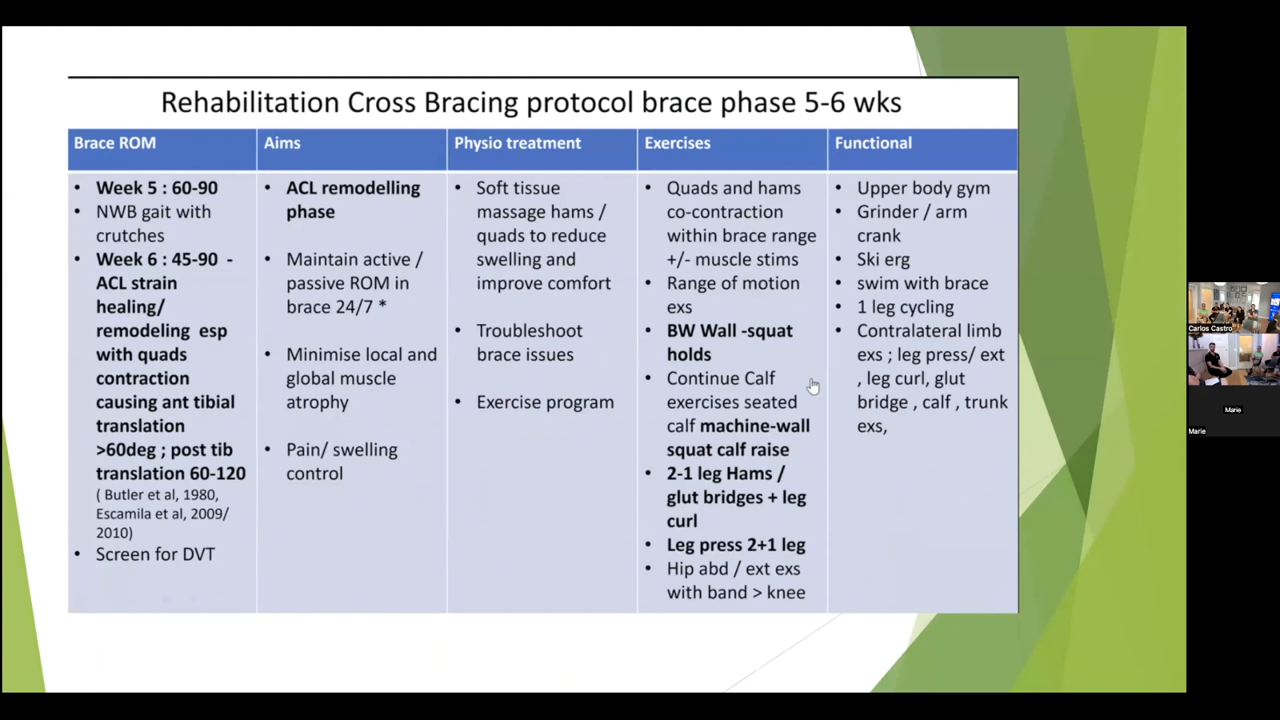 Rehabilitation Cross Bracing protocol brace phase 5-6 wks
Brace ROM
Aims
Physio treatment
Exercises
Functional
• Week 5 : 60-90
• NWB gait with
crutches
• Week 6 : 45-90 -
ACL strain
healing/
remodeling esp
with quads
contraction
causing ant tibial
translation
>60deg ; post tib
translation 60-120
( Butler et al, 1980,
Escamila et al, 2009/
2010)
• Screen for DVT
• ACL remodelling
phase
• Maintain active /
passive ROM in
brace 24/7 *
• Minimise local and
global muscle
atrophy
• Pain/ swelling
control
• Soft tissue
massage hams /
quads to reduce
swelling and
improve comfort
• Troubleshoot
brace issues
• Exercise program
• Quads and hams
co-contraction
within brace range
+/- muscle stims
• Range of motion
exs
• BW Wall -squat
holds
• Continue Calf
exercises seated
calf machine-wall
squat calf raise
• 2-1 leg Hams /
glut bridges + leg
curl
• Leg press 2+1 leg
• Hip abd / ext exs
with band > knee
• Upper body gym
• Grinder / arm
crank
• Ski erg
• swim with brace
• 1 leg cycling
• Contralateral limb
exs ; leg press/ ext
, leg curl, glut
bridge , calf , trunk
exs,
Carlos Castro
Marie
Marie